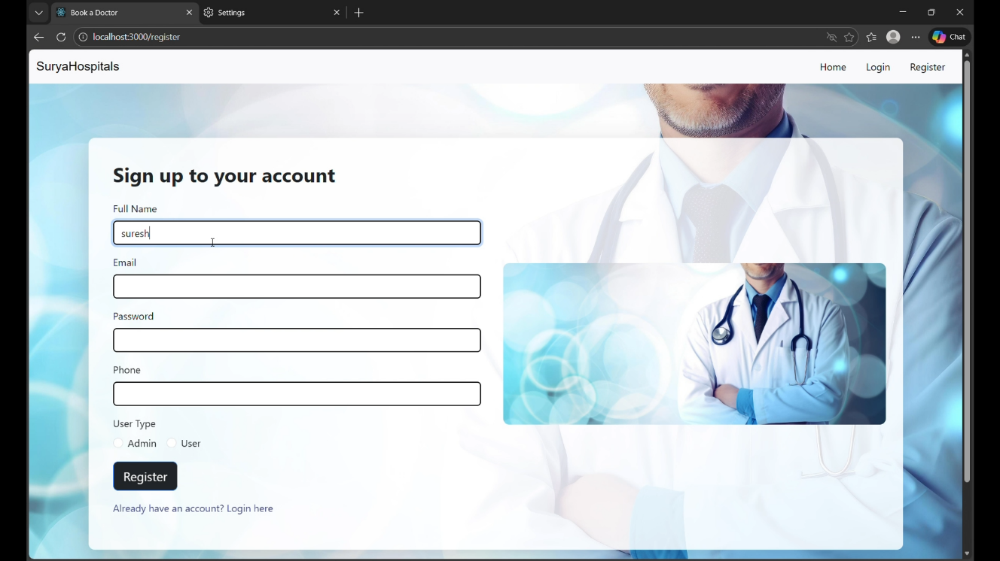 Book a Doctor
Settings
localhost:3000/register
Chat
SuryaHospitals
Home
Login
Register
Sign up to your account
Full Name
suresh
Email
Password
Phone
User Type
Admin
User
Register
Already have an account? Login here